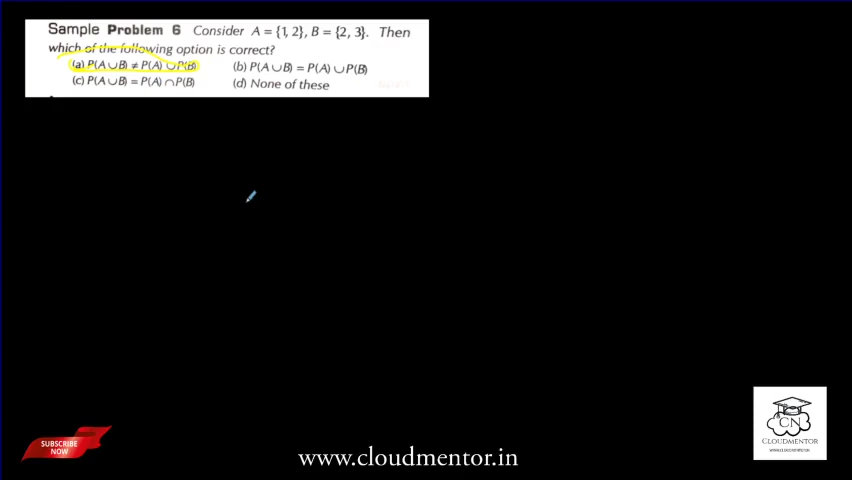 Sample Problem 6 Consider A = {1, 2}, B = {2, 3}. Then
which of the following option is correct?
(a) P(A ∪ B) ≠ P(A) ∪ P(B) (b) P(A ∪ B) = P(A) ∪ P(B)
(c) P(A ∪ B) = P(A) ∩ P(B) (d) None of these
SUBSCRIBE
NOW
www.cloudmentor.in
CN
CLOUDMENTOR